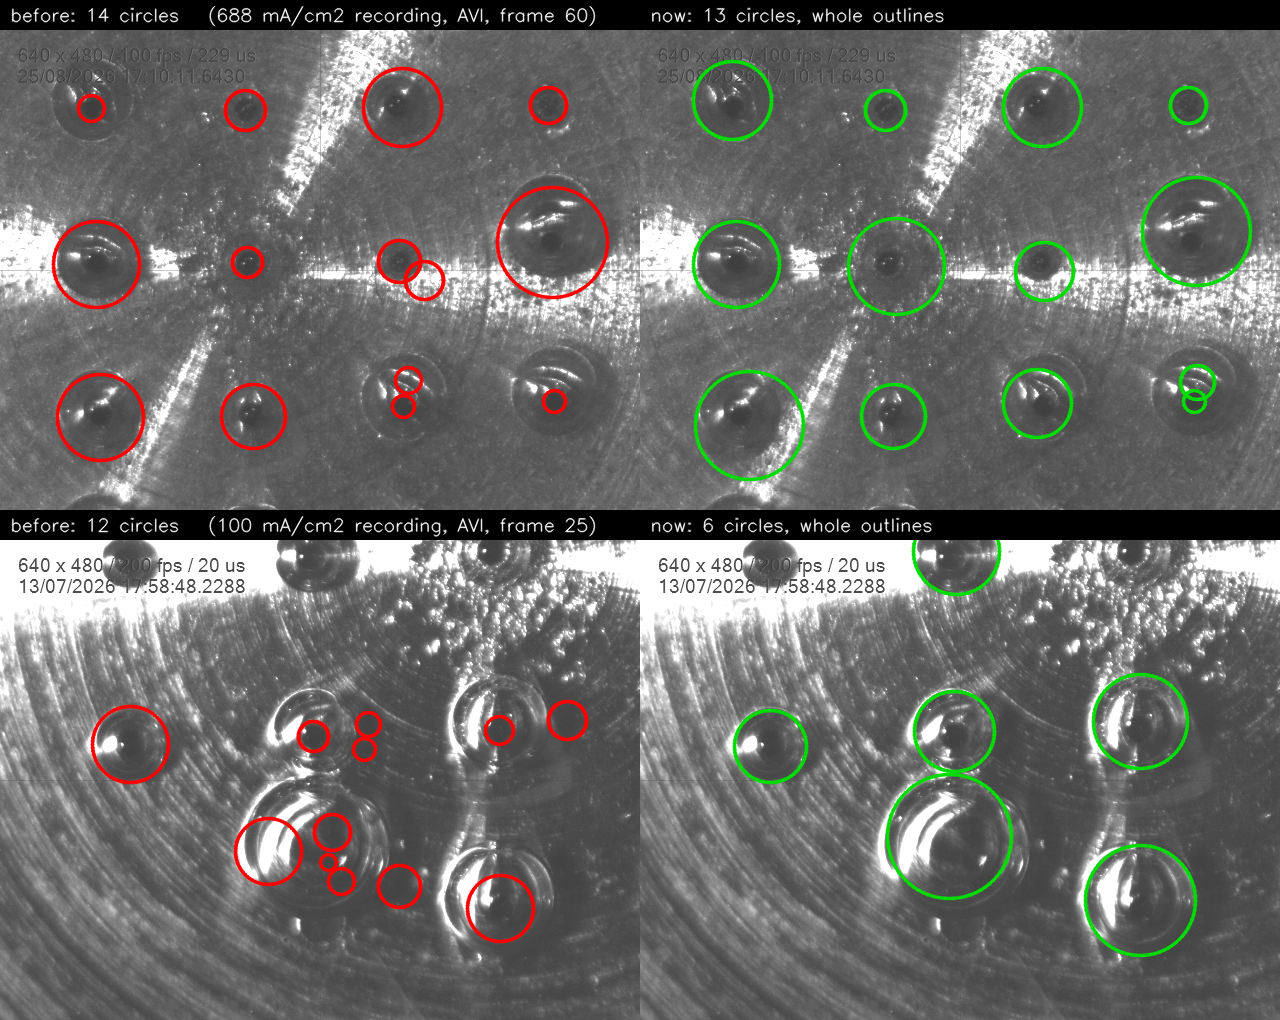 before: 14 circles (688 mA/cm2 recording, AVI, frame 60)
now: 13 circles, whole outlines
640 x 480 / 100 fps / 229 us
25/08/2026 17:10:11.6430
640 x 480 / 100 fps / 229 us
25/08/2026 17:10:11.6430
before: 12 circles (100 mA/cm2 recording, AVI, frame 25)
now: 6 circles, whole outlines
640 x 480 / 200 fps / 20 us
13/07/2026 17:58:48.2288
640 x 480 / 200 fps / 20 us
13/07/2026 17:58:48.2288